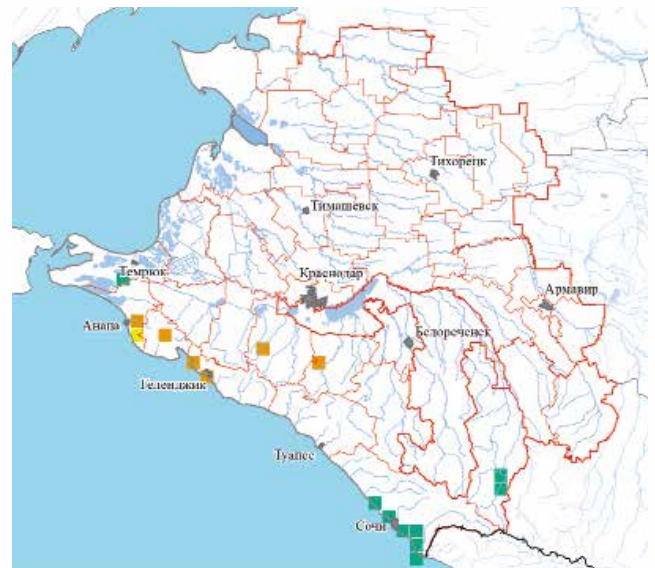 Тихорецк
Тимашевск
Темрюк
Краснодар
Армавир
Анапа
Белореченск
Геленджик
Туапсе
Сочи